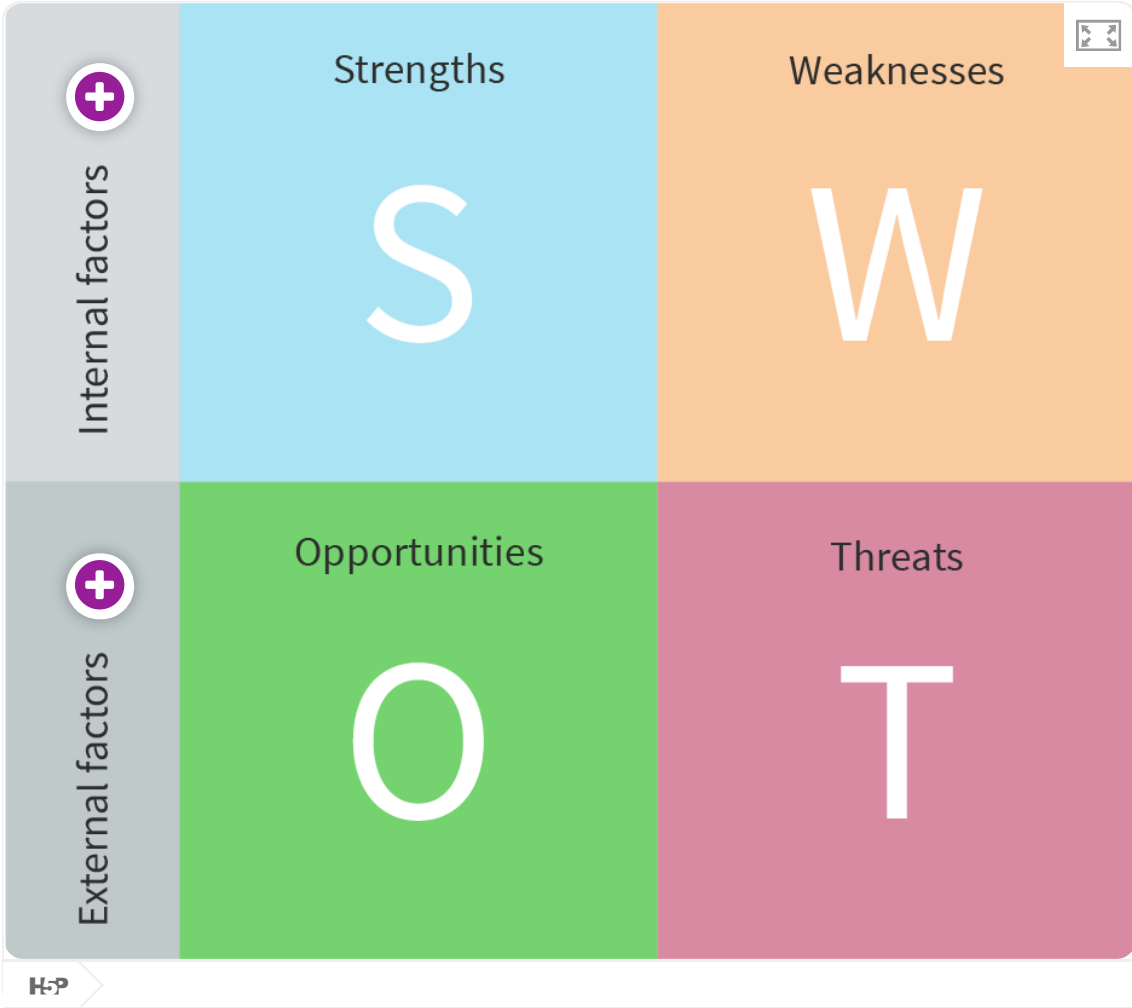 Internal factors
Strengths
S
Weaknesses
W
External factors
Opportunities
O
Threats
T
H5P